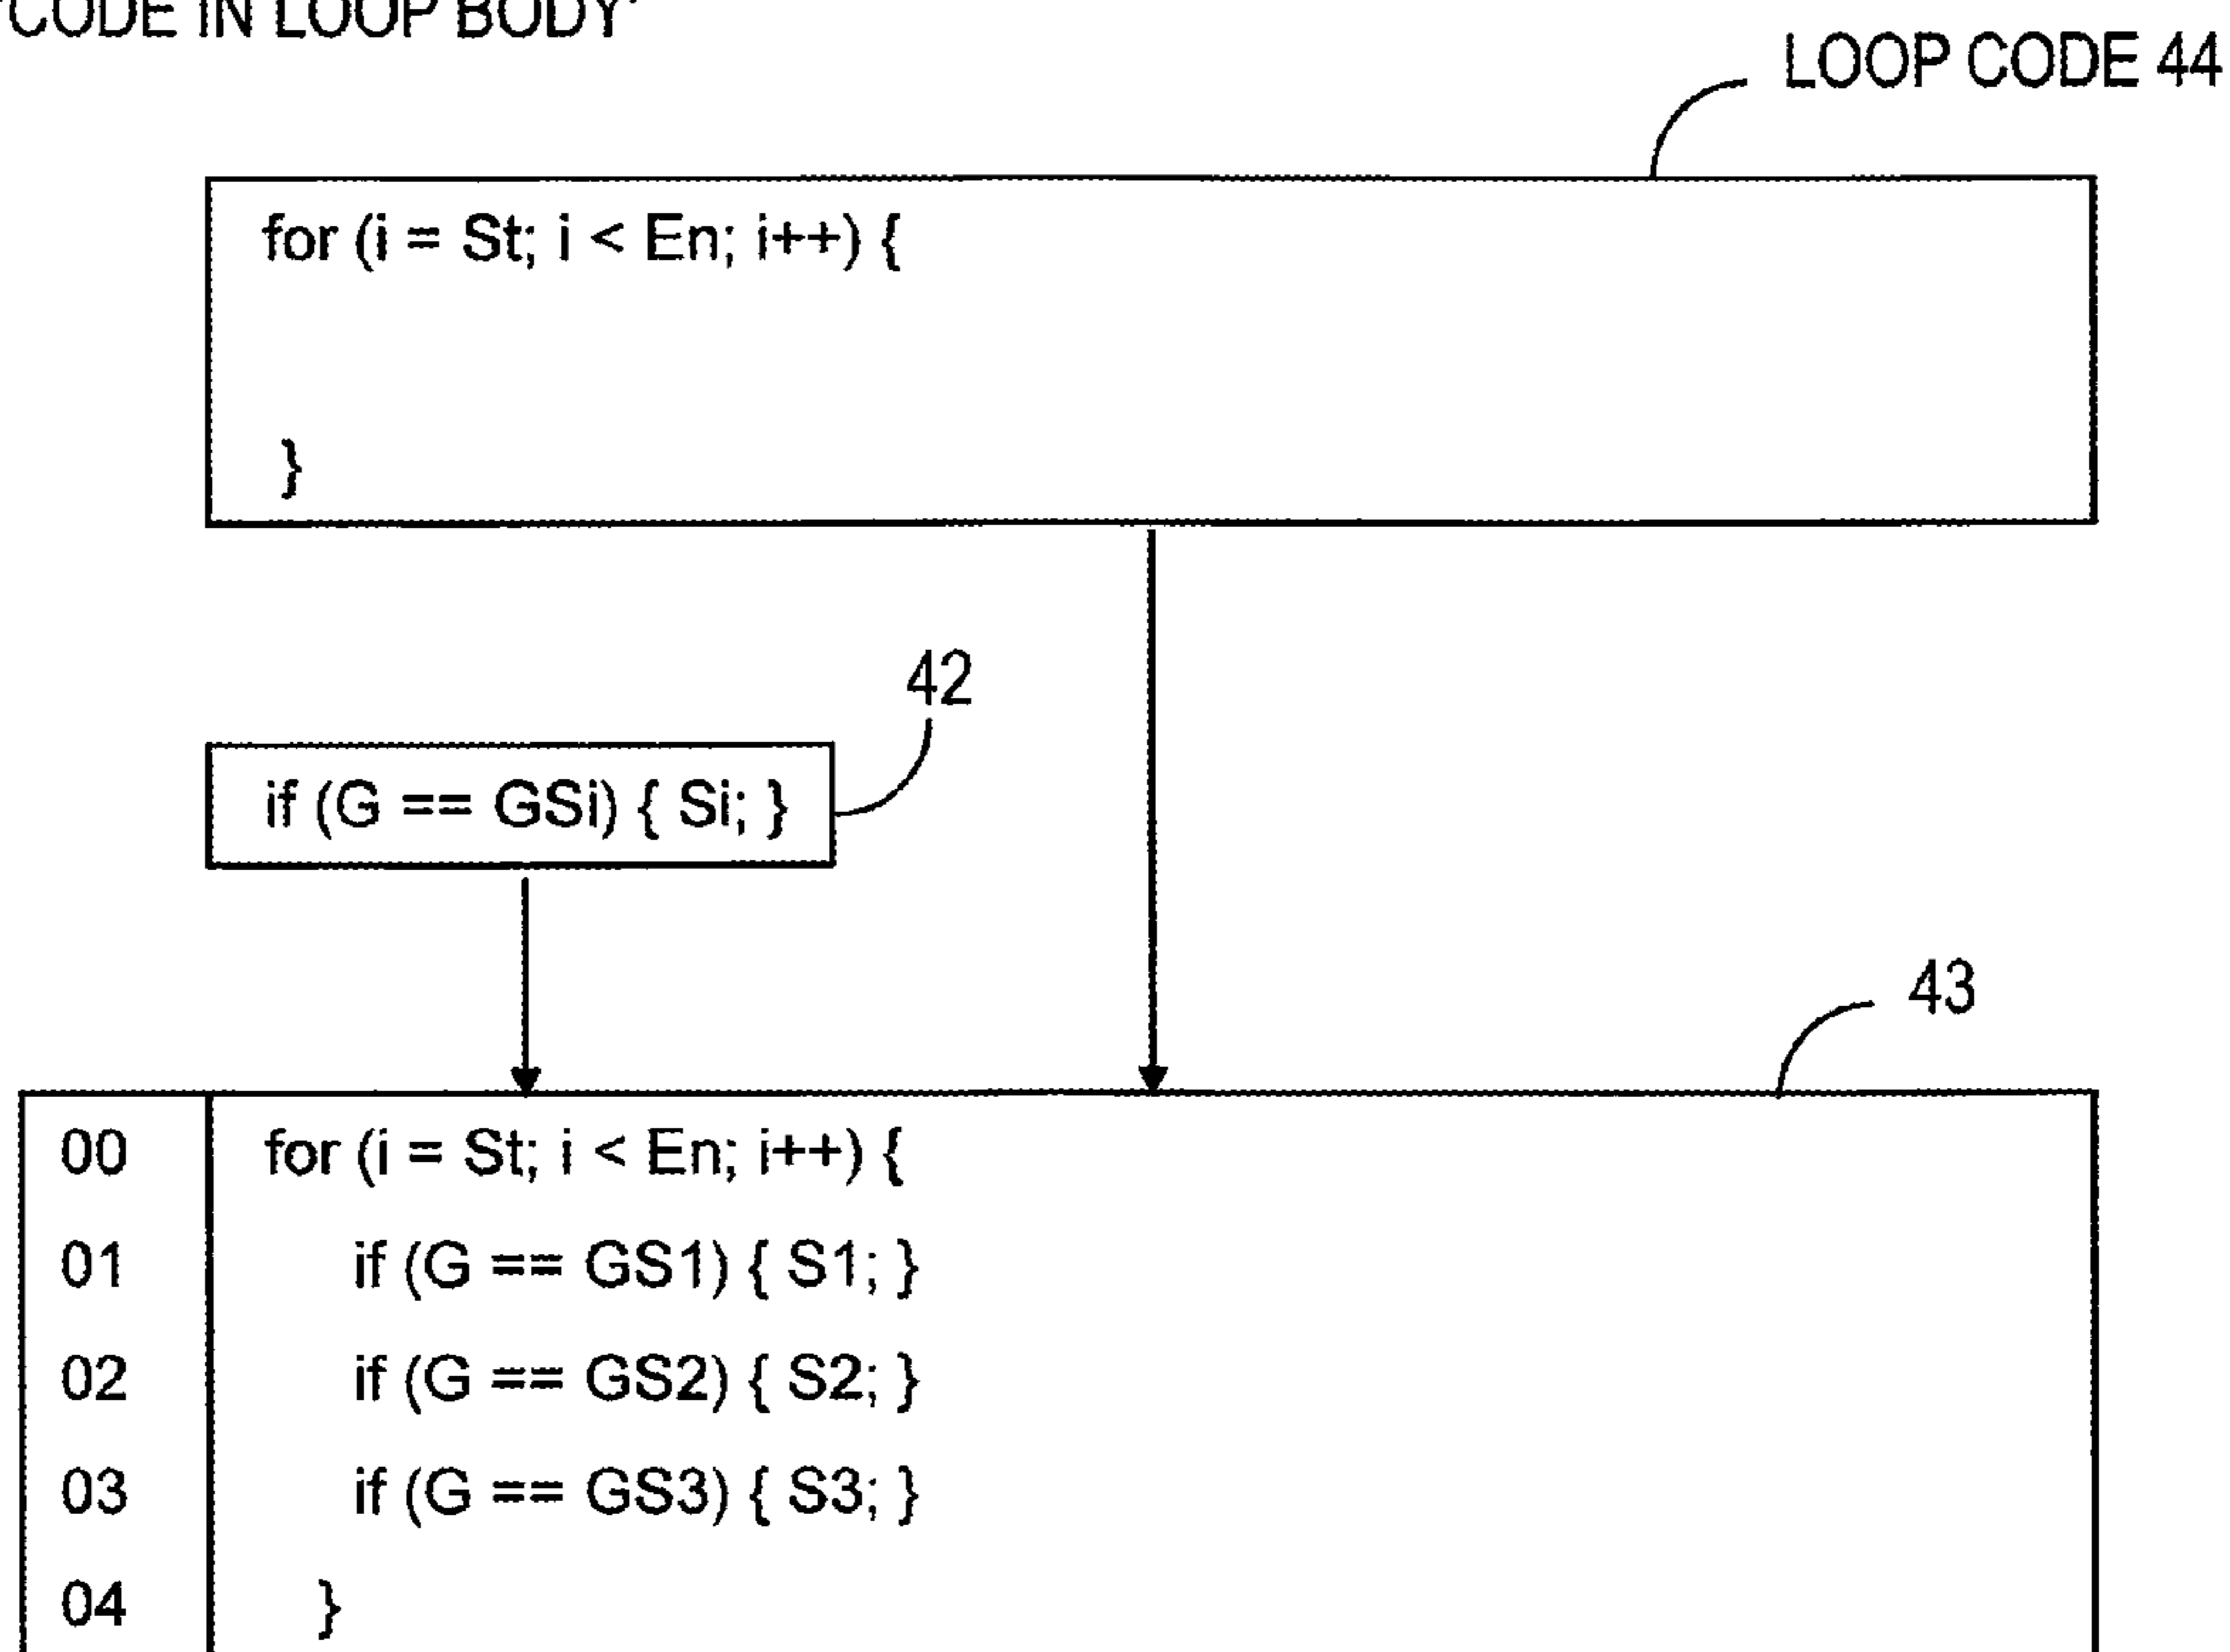 CODE IN LOOP BODY
LOOP CODE 44
for (i = St; i < En; i++) {
}
42
if (G == GSi) { Si; }
43
00 for (i = St; i < En; i++) {
01 if (G == GS1) { S1; }
02 if (G == GS2) { S2; }
03 if (G == GS3) { S3; }
04 }